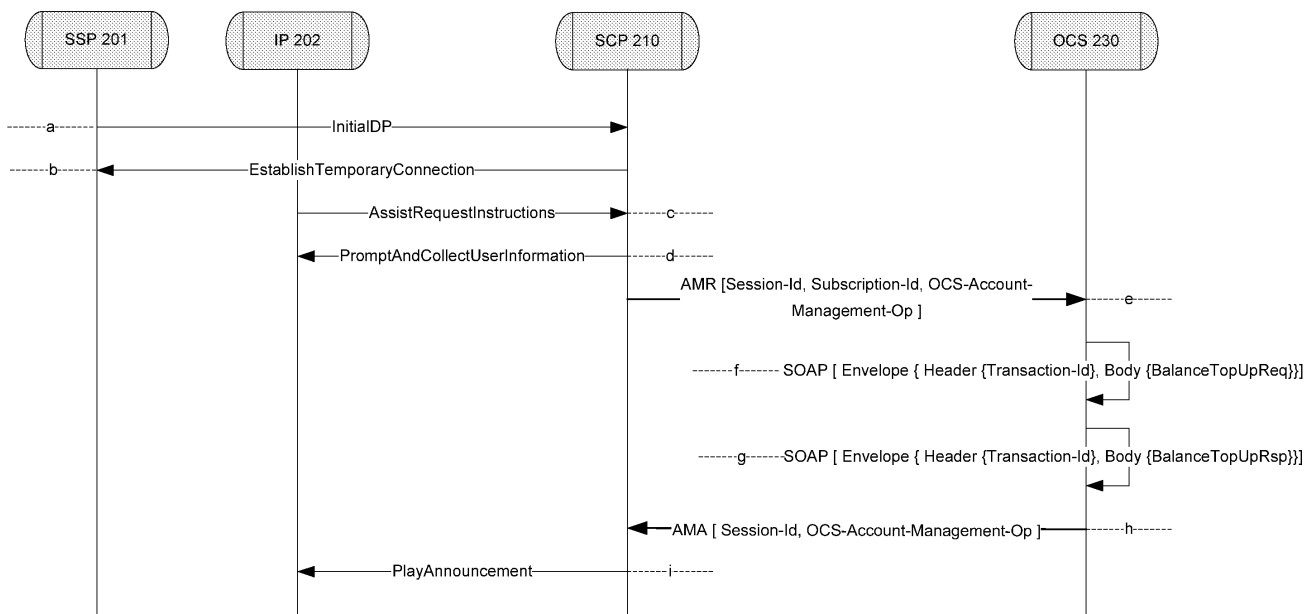 SSP 201
IP 202
SCP 210
OCS 230
a
InitialDP
b
EstablishTemporaryConnection
AssistRequestInstructions
c
PromptAndCollectUserInformation
d
AMR [Session-Id, Subscription-Id, OCS-Account-
Management-Op ]
e
f
SOAP [ Envelope { Header {Transaction-Id}, Body {BalanceTopUpReq}}]
g
SOAP [ Envelope { Header {Transaction-Id}, Body {BalanceTopUpRsp}}]
AMA [ Session-Id, OCS-Account-Management-Op ]
h
PlayAnnouncement
i